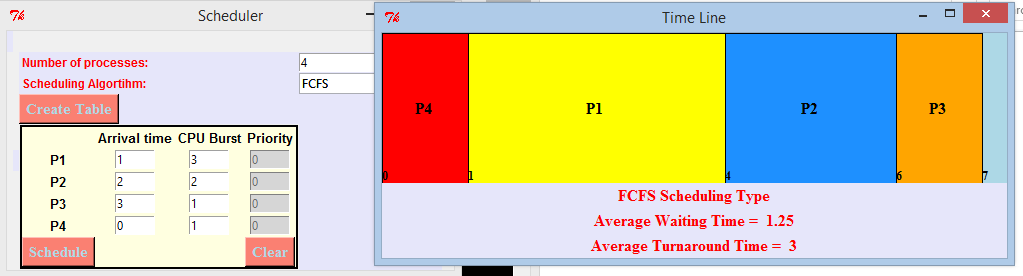 Scheduler
Number of processes: 4
Scheduling Algortihm: FCFS
Create Table
Arrival time CPU Burst Priority
P1 1 3 0
P2 2 2 0
P3 3 1 0
P4 0 1 0
Schedule Clear
Time Line
P4 P1 P2 P3
0 1 4 6 7
FCFS Scheduling Type
Average Waiting Time = 1.25
Average Turnaround Time = 3